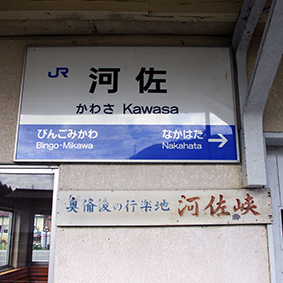 JR 河佐
かわさ Kawasa
びんごみかわ なかはた
Bingo-Mikawa Nakahata →
奥備後の行楽地 河佐峡